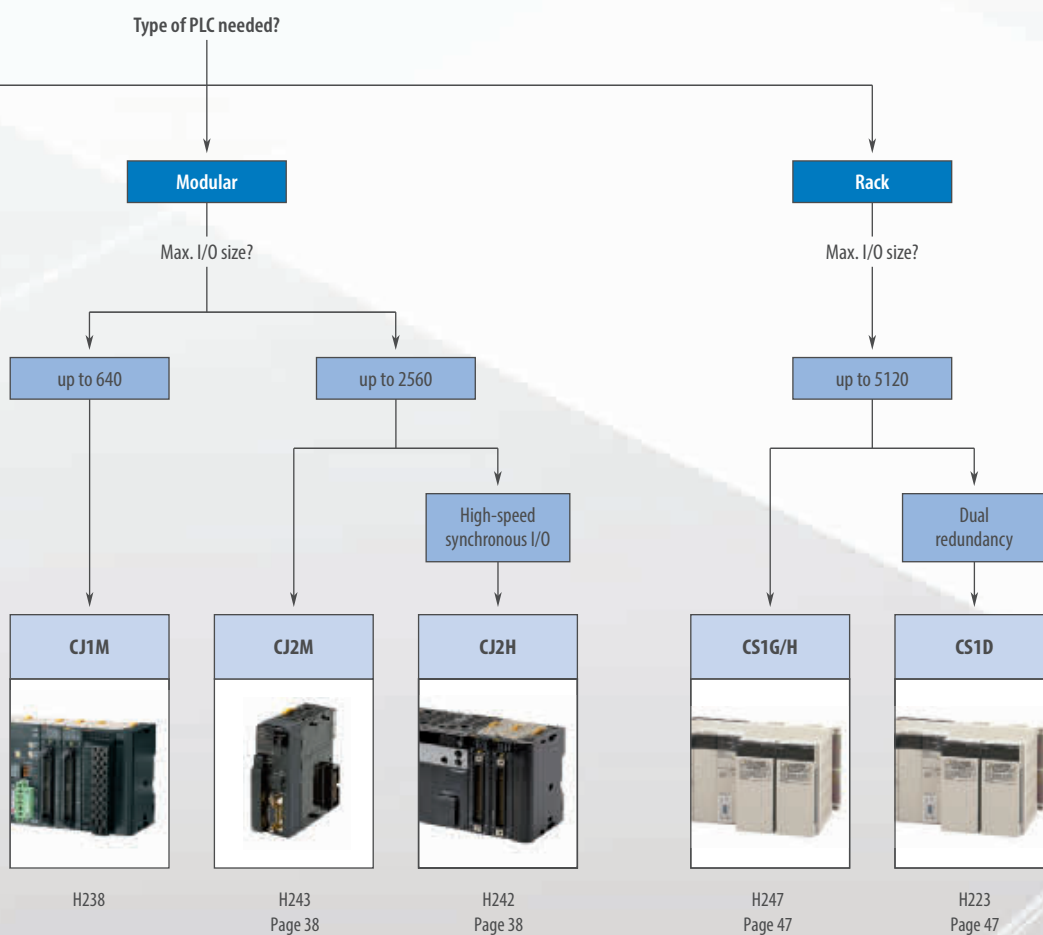 Type of PLC needed?
Modular
Rack
Max. I/O size?
Max. I/O size?
up to 640
up to 2560
up to 5120
High-speed
synchronous I/O
Dual
redundancy
CJ1M
CJ2M
CJ2H
CS1G/H
CS1D
H238
H243
Page 38
H242
Page 38
H247
Page 47
H223
Page 47